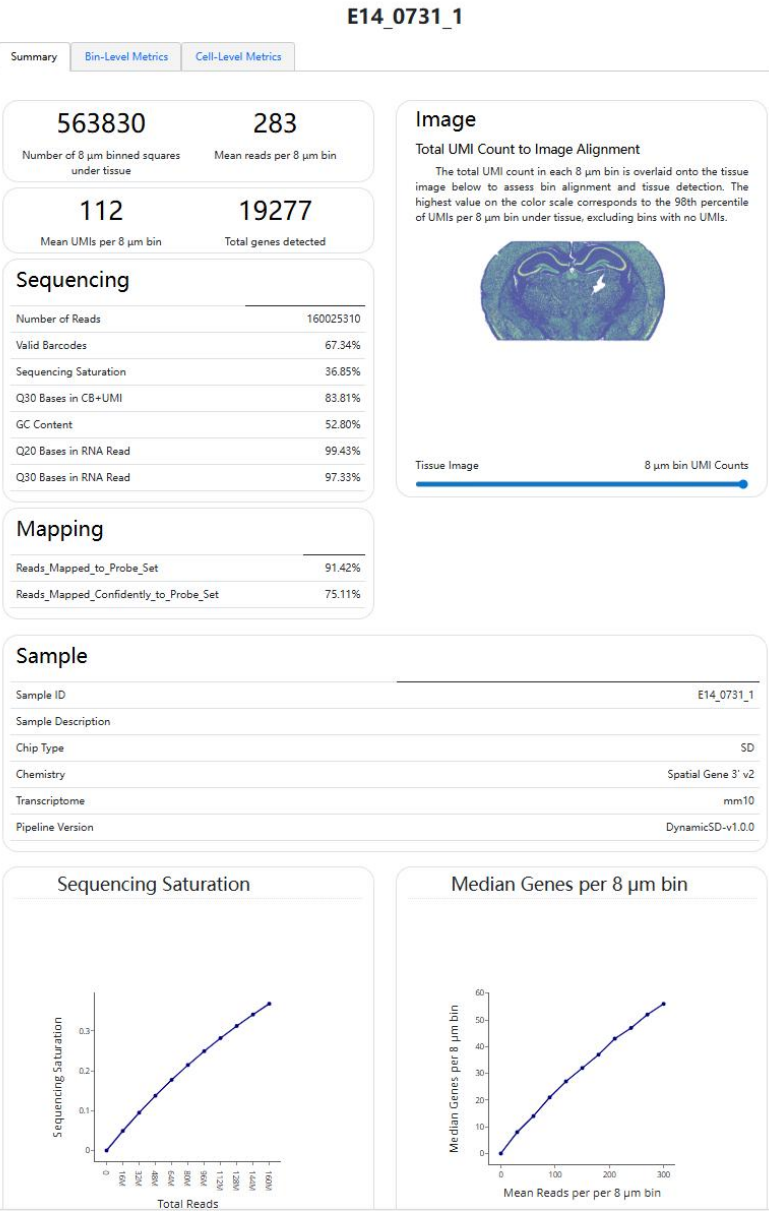 E14_0731_1
Summary
Bin-Level Metrics
Cell-Level Metrics
563830
Number of 8 µm binned squares
under tissue
283
Mean reads per 8 µm bin
112
Mean UMIs per 8 µm bin
19277
Total genes detected
Sequencing
Number of Reads 160025310
Valid Barcodes 67.34%
Sequencing Saturation 36.85%
Q30 Bases in CB+UMI 83.81%
GC Content 52.80%
Q20 Bases in RNA Read 99.43%
Q30 Bases in RNA Read 97.33%
Mapping
Reads_Mapped_to_Probe_Set 91.42%
Reads_Mapped_Confidently_to_Probe_Set 75.11%
Image
Total UMI Count to Image Alignment
The total UMI count in each 8 µm bin is overlaid onto the tissue
image below to assess bin alignment and tissue detection. The
highest value on the color scale corresponds to the 98th percentile
of UMIs per 8 µm bin under tissue, excluding bins with no UMIs.
Tissue Image 8 µm bin UMI Counts
Sample
Sample ID E14_0731_1
Sample Description
Chip Type SD
Chemistry Spatial Gene 3' v2
Transcriptome mm10
Pipeline Version DynamicSD-v1.0.0
Sequencing Saturation
Sequencing Saturation
0.3
0.2
0.1
0
0 16M 32M 48M 64M 80M 96M 112M 128M 144M 160M
Total Reads
Median Genes per 8 µm bin
Median Genes per 8 µm bin
60
50
40
30
20
10
0
0 100 200 300
Mean Reads per per 8 µm bin